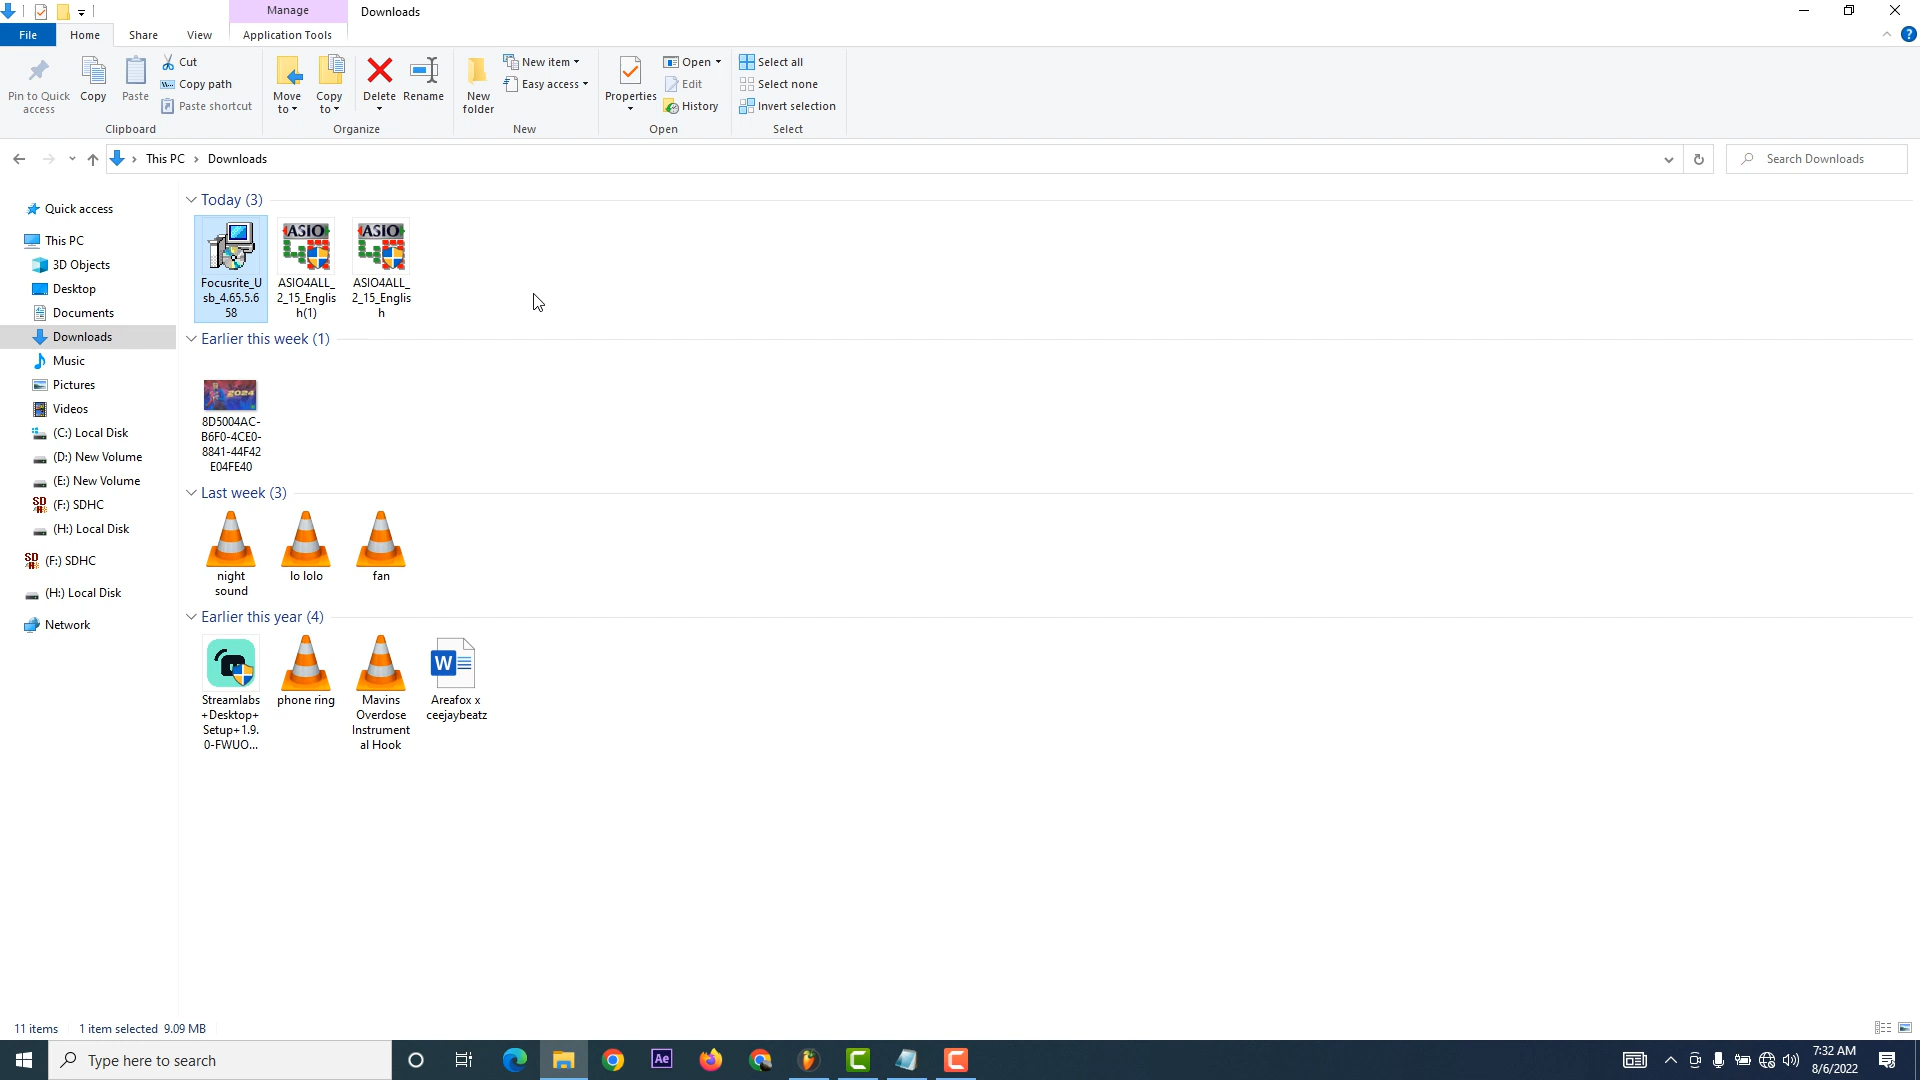 Manage
Downloads
File
Home
Share
View
Application Tools
Pin to Quick
access
Copy
Paste
Cut
Copy path
Paste shortcut
Clipboard
Move
to
Copy
to
Delete
Rename
Organize
New
folder
New item
Easy access
New
Properties
Open
Edit
History
Open
Select all
Select none
Invert selection
Select
This PC
Downloads
Search Downloads
Quick access
This PC
3D Objects
Desktop
Documents
Downloads
Music
Pictures
Videos
(C:) Local Disk
(D:) New Volume
(E:) New Volume
(F:) SDHC
(H:) Local Disk
(F:) SDHC
(H:) Local Disk
Network
Today (3)
Focusrite_U
sb_4.65.5.6
58
ASIO
ASIO4ALL_
2_15_Englis
h(1)
ASIO
ASIO4ALL_
2_15_Englis
h
Earlier this week (1)
2024
8D5004AC-
B6F0-4CE0-
8841-44F42
E04FE40
Last week (3)
night
sound
lo lolo
fan
Earlier this year (4)
Streamlabs
+Desktop+
Setup+1.9.
0-FWUO...
phone ring
Mavins
Overdose
Instrument
al Hook
Areafox x
ceejaybeatz
11 items
1 item selected 9.09 MB
Type here to search
Ae
7:32 AM
8/6/2022